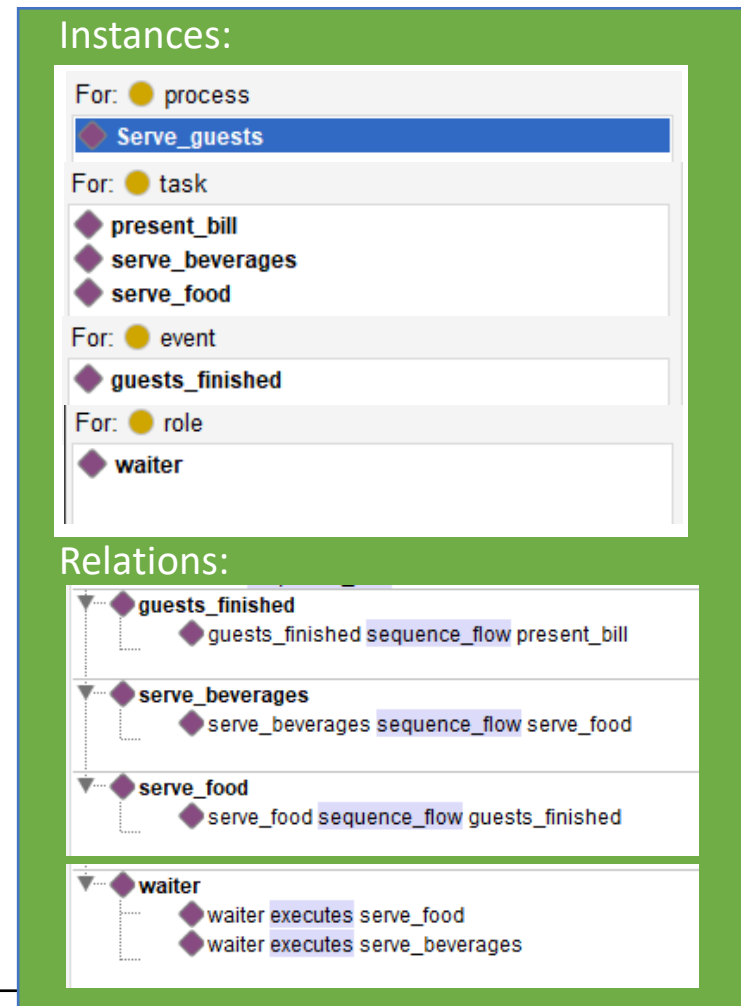 Instances:
For: process
Serve_guests
For: task
present_bill
serve_beverages
serve_food
For: event
guests_finished
For: role
waiter
Relations:
guests_finished
guests_finished sequence_flow present_bill
serve_beverages
serve_beverages sequence_flow serve_food
serve_food
serve_food sequence_flow guests_finished
waiter
waiter executes serve_food
waiter executes serve_beverages